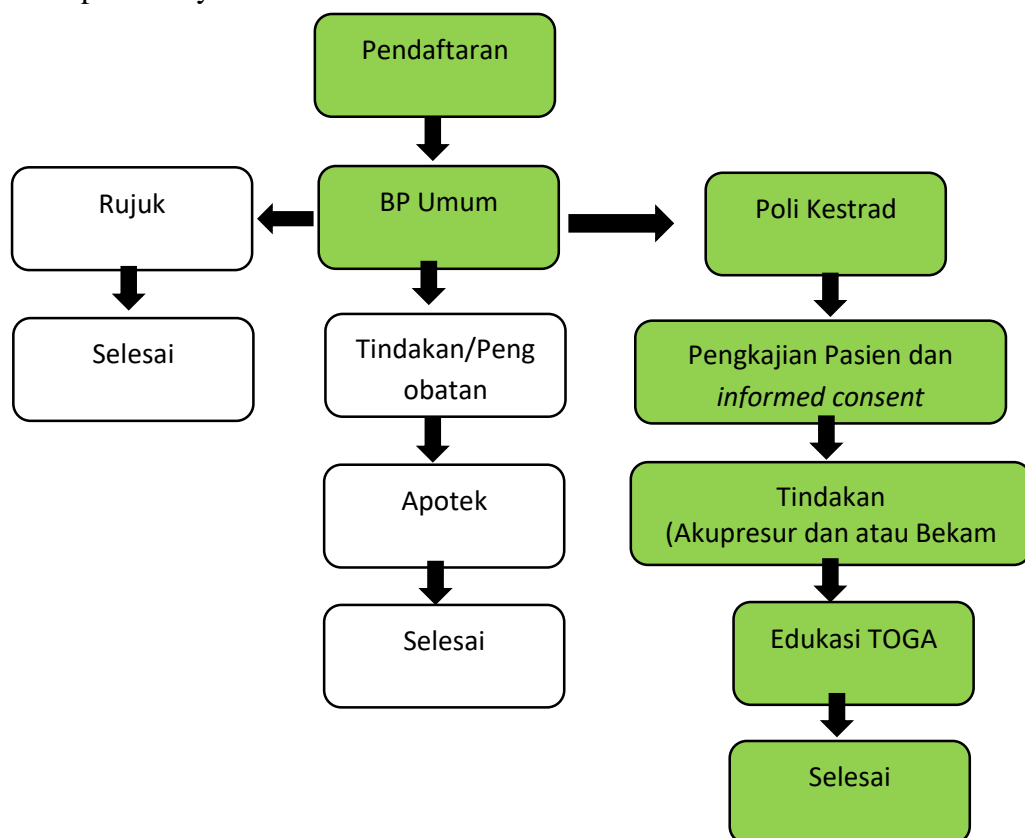 Pendaftaran
Rujuk
BP Umum
Poli Kestrad
Selesai
Tindakan/Peng
obatan
Pengkajian Pasien dan
informed consent
Apotek
Tindakan
(Akupresur dan atau Bekam
Selesai
Edukasi TOGA
Selesai